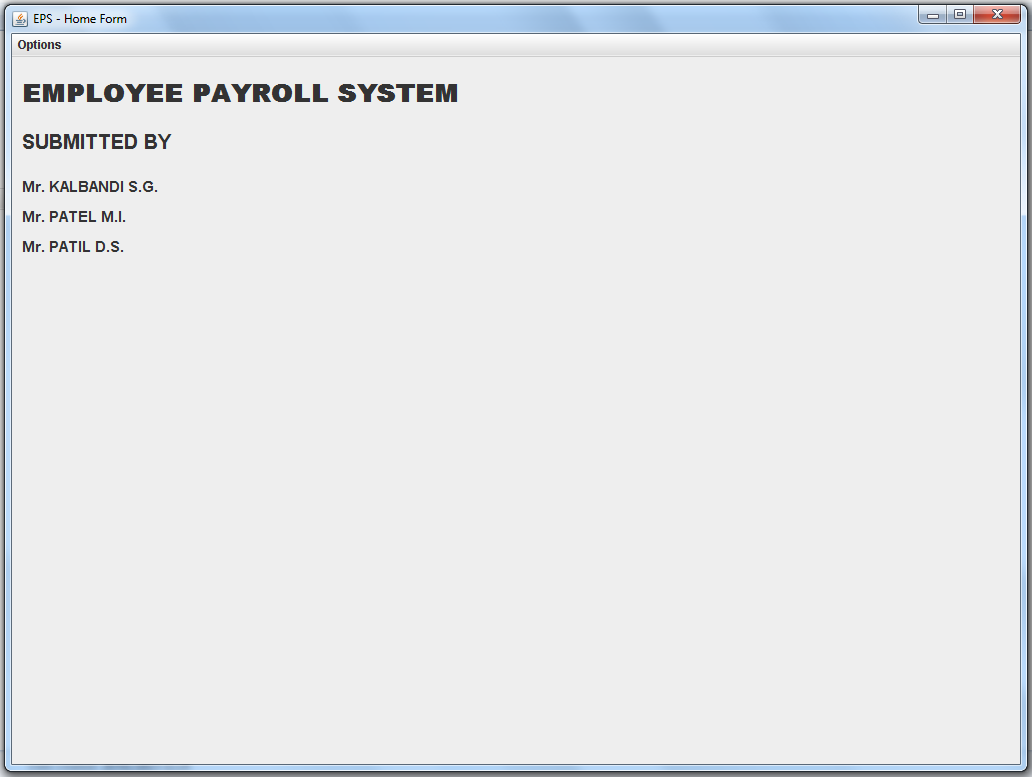 EPS - Home Form
Options
EMPLOYEE PAYROLL SYSTEM
SUBMITTED BY
Mr. KALBANDI S.G.
Mr. PATEL M.I.
Mr. PATIL D.S.